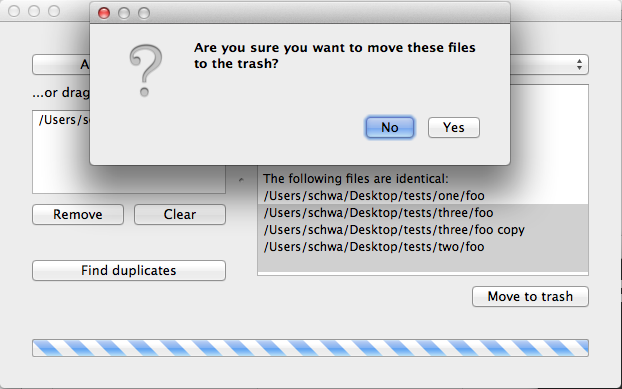 Are you sure you want to move these files
to the trash?
No
Yes
...or drag
The following files are identical:
/Users/schwa/Desktop/tests/one/foo
/Users/schwa/Desktop/tests/three/foo
/Users/schwa/Desktop/tests/three/foo copy
/Users/schwa/Desktop/tests/two/foo
Remove
Clear
Find duplicates
Move to trash